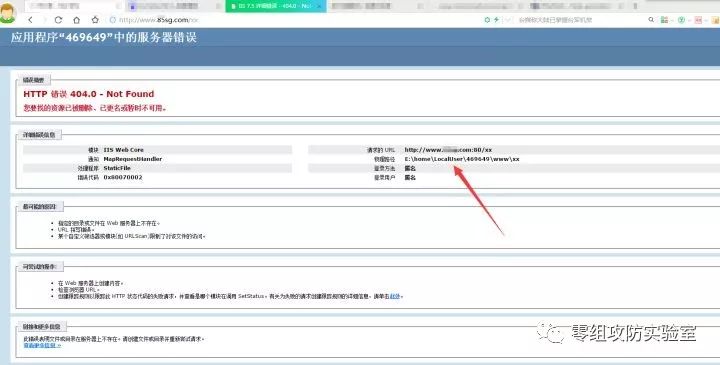 IIS 7.5 详细错误 - 404.0 - Not
http://www.85sg.com/xx
应用程序“469649”中的服务器错误
错误摘要
HTTP 错误 404.0 - Not Found
您要找的资源已被删除、已更名或暂时不可用。
详细错误信息
模块 IIS Web Core
通知 MapRequestHandler
处理程序 StaticFile
错误代码 0x80070002
请求的 URL http://www. .com:80/xx
物理路径 E:\home\LocalUser\469649\www\xx
登录方法 匿名
登录用户 匿名
最可能的原因:
指定的目录或文件在 Web 服务器上不存在。
URL 拼写错误。
某个自定义筛选器或模块(如 URLScan)限制了对该文件的访问。
可尝试的操作:
在 Web 服务器上创建内容。
检查浏览器 URL。
创建跟踪规则以跟踪此 HTTP 状态代码的失败请求，并查看是哪个模块在调用 SetStatus。有关为失败的请求创建跟踪规则的详细信息，请单击此处。
链接和更多信息
此错误表明文件或目录在服务器上不存在。请创建文件或目录并重新尝试请求。
查看更多信息 »
零组攻防实验室